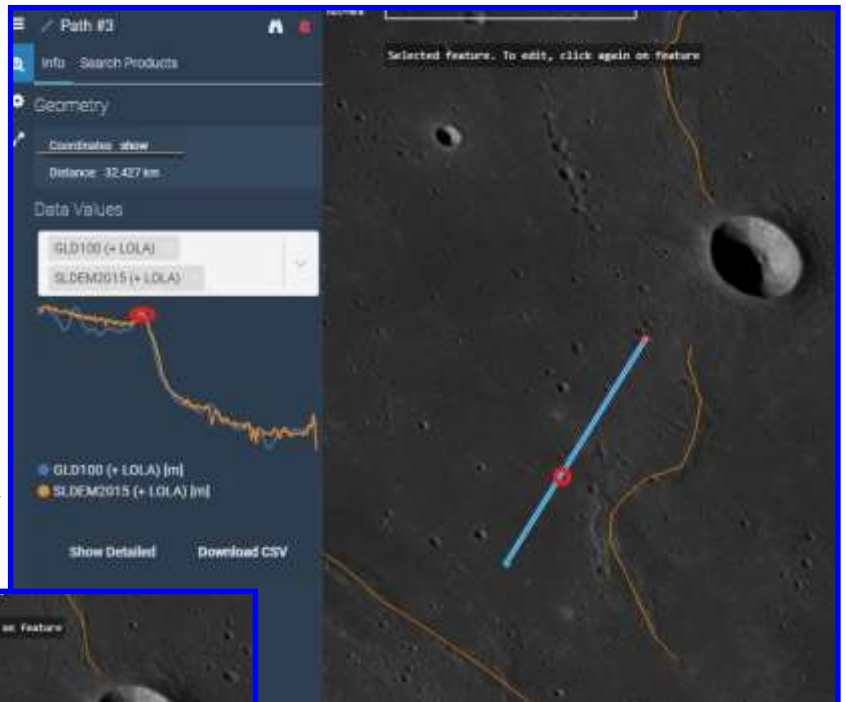 Path #3
Info Search Products
Geometry
Coordinates show
Distance 32,427 km
Data Values
GLD100 (+ LOLA)
SLDEM2015 (+ LOLA)
GLD100 (+ LOLA) [m]
SLDEM2015 (+ LOLA) [m]
Show Detailed Download CSV
Selected feature. To edit, click again on feature
on feature